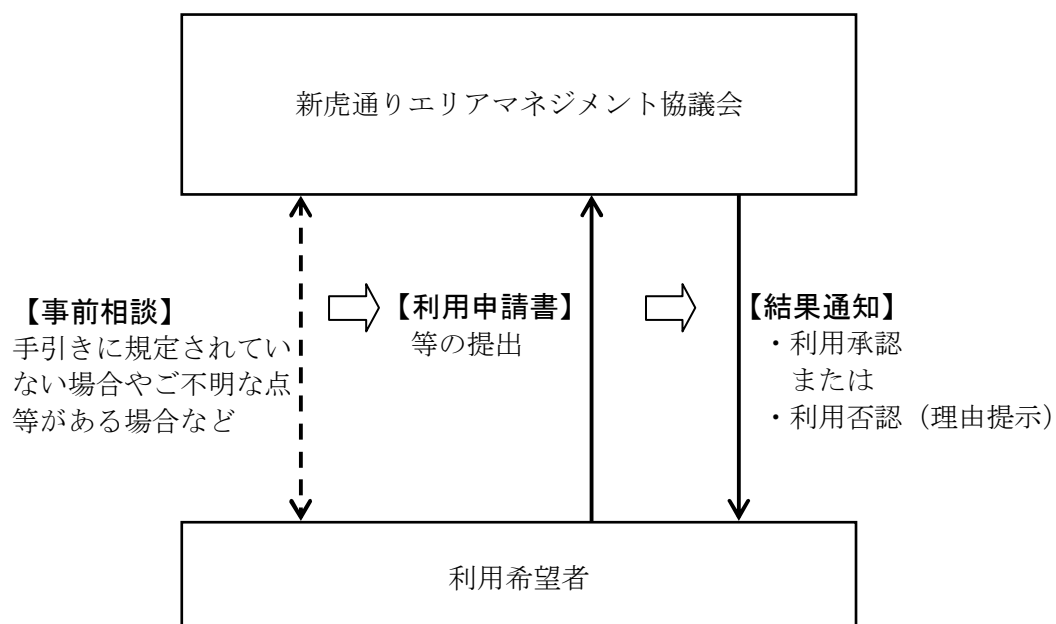 新虎通りエリアマネジメント協議会
【事前相談】
手引きに規定されてい
ない場合やご不明な点
等がある場合など
【利用申請書】
等の提出
【結果通知】
・利用承認
または
・利用否認（理由提示）
利用希望者